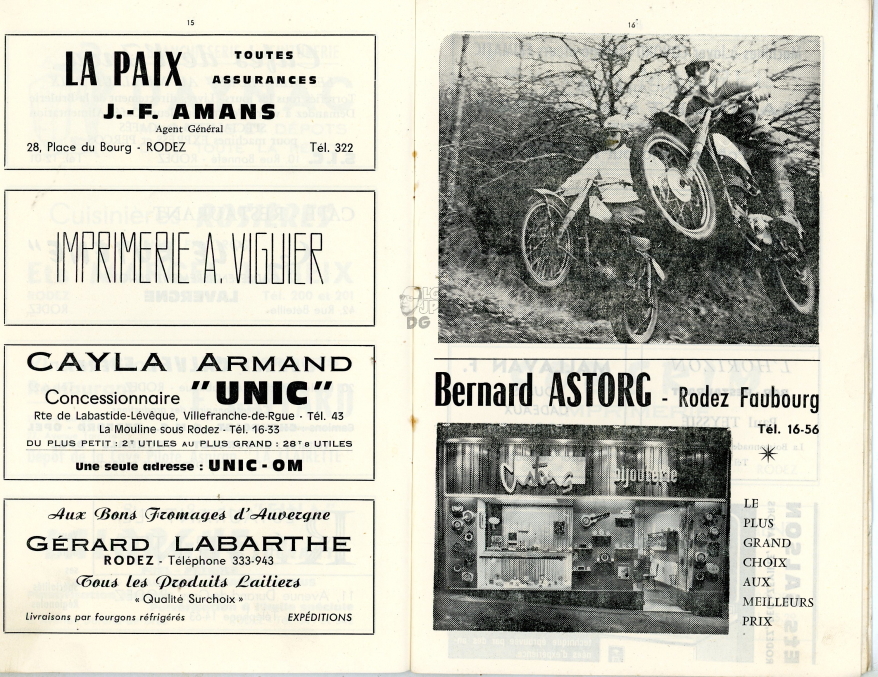 15
LA PAIX TOUTES ASSURANCES
J.-F. AMANS
Agent Général
28, Place du Bourg - RODEZ Tél. 322
IMPRIMERIE A. VIGUIER
CAYLA ARMAND
Concessionnaire "UNIC"
Rte de Labastide-Lévêque, Villefranche-de-Rgue - Tél. 43
La Mouline sous Rodez - Tél. 16-33
DU PLUS PETIT : 2T UTILES AU PLUS GRAND : 28T8 UTILES
Une seule adresse : UNIC - OM
Aux Bons Fromages d'Auvergne
GÉRARD LABARTHE
RODEZ - Téléphone 333-943
Tous les Produits Laitiers
« Qualité Surchoix »
Livraisons par fourgons réfrigérés EXPÉDITIONS
16
DG
Bernard ASTORG - Rodez Faubourg
Tél. 16-56
bijouterie
LE
PLUS
GRAND
CHOIX
AUX
MEILLEURS
PRIX